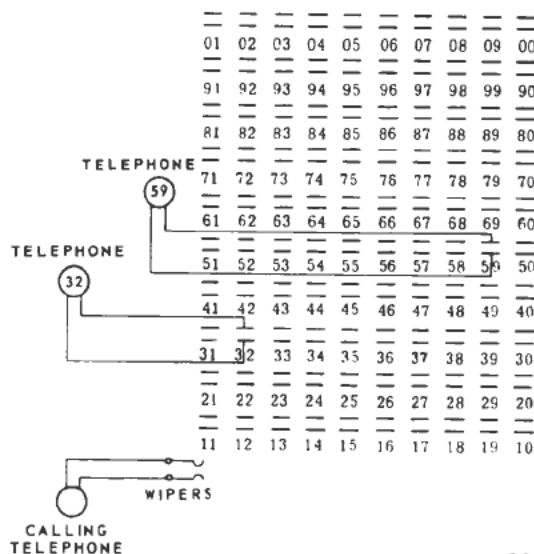 01 02 03 04 05 06 07 08 09 00
91 92 93 94 95 96 97 98 99 90
81 82 83 84 85 86 87 88 89 80
TELEPHONE
71 72 73 74 75 76 77 78 79 70
59
61 62 63 64 65 66 67 68 69 60
TELEPHONE
51 52 53 54 55 56 57 58 59 50
32
41 42 43 44 45 46 47 48 49 40
31 32 33 34 35 36 37 38 39 30
21 22 23 24 25 26 27 28 29 20
11 12 13 14 15 16 17 18 19 10
WIPERS
CALLING
TELEPHONE